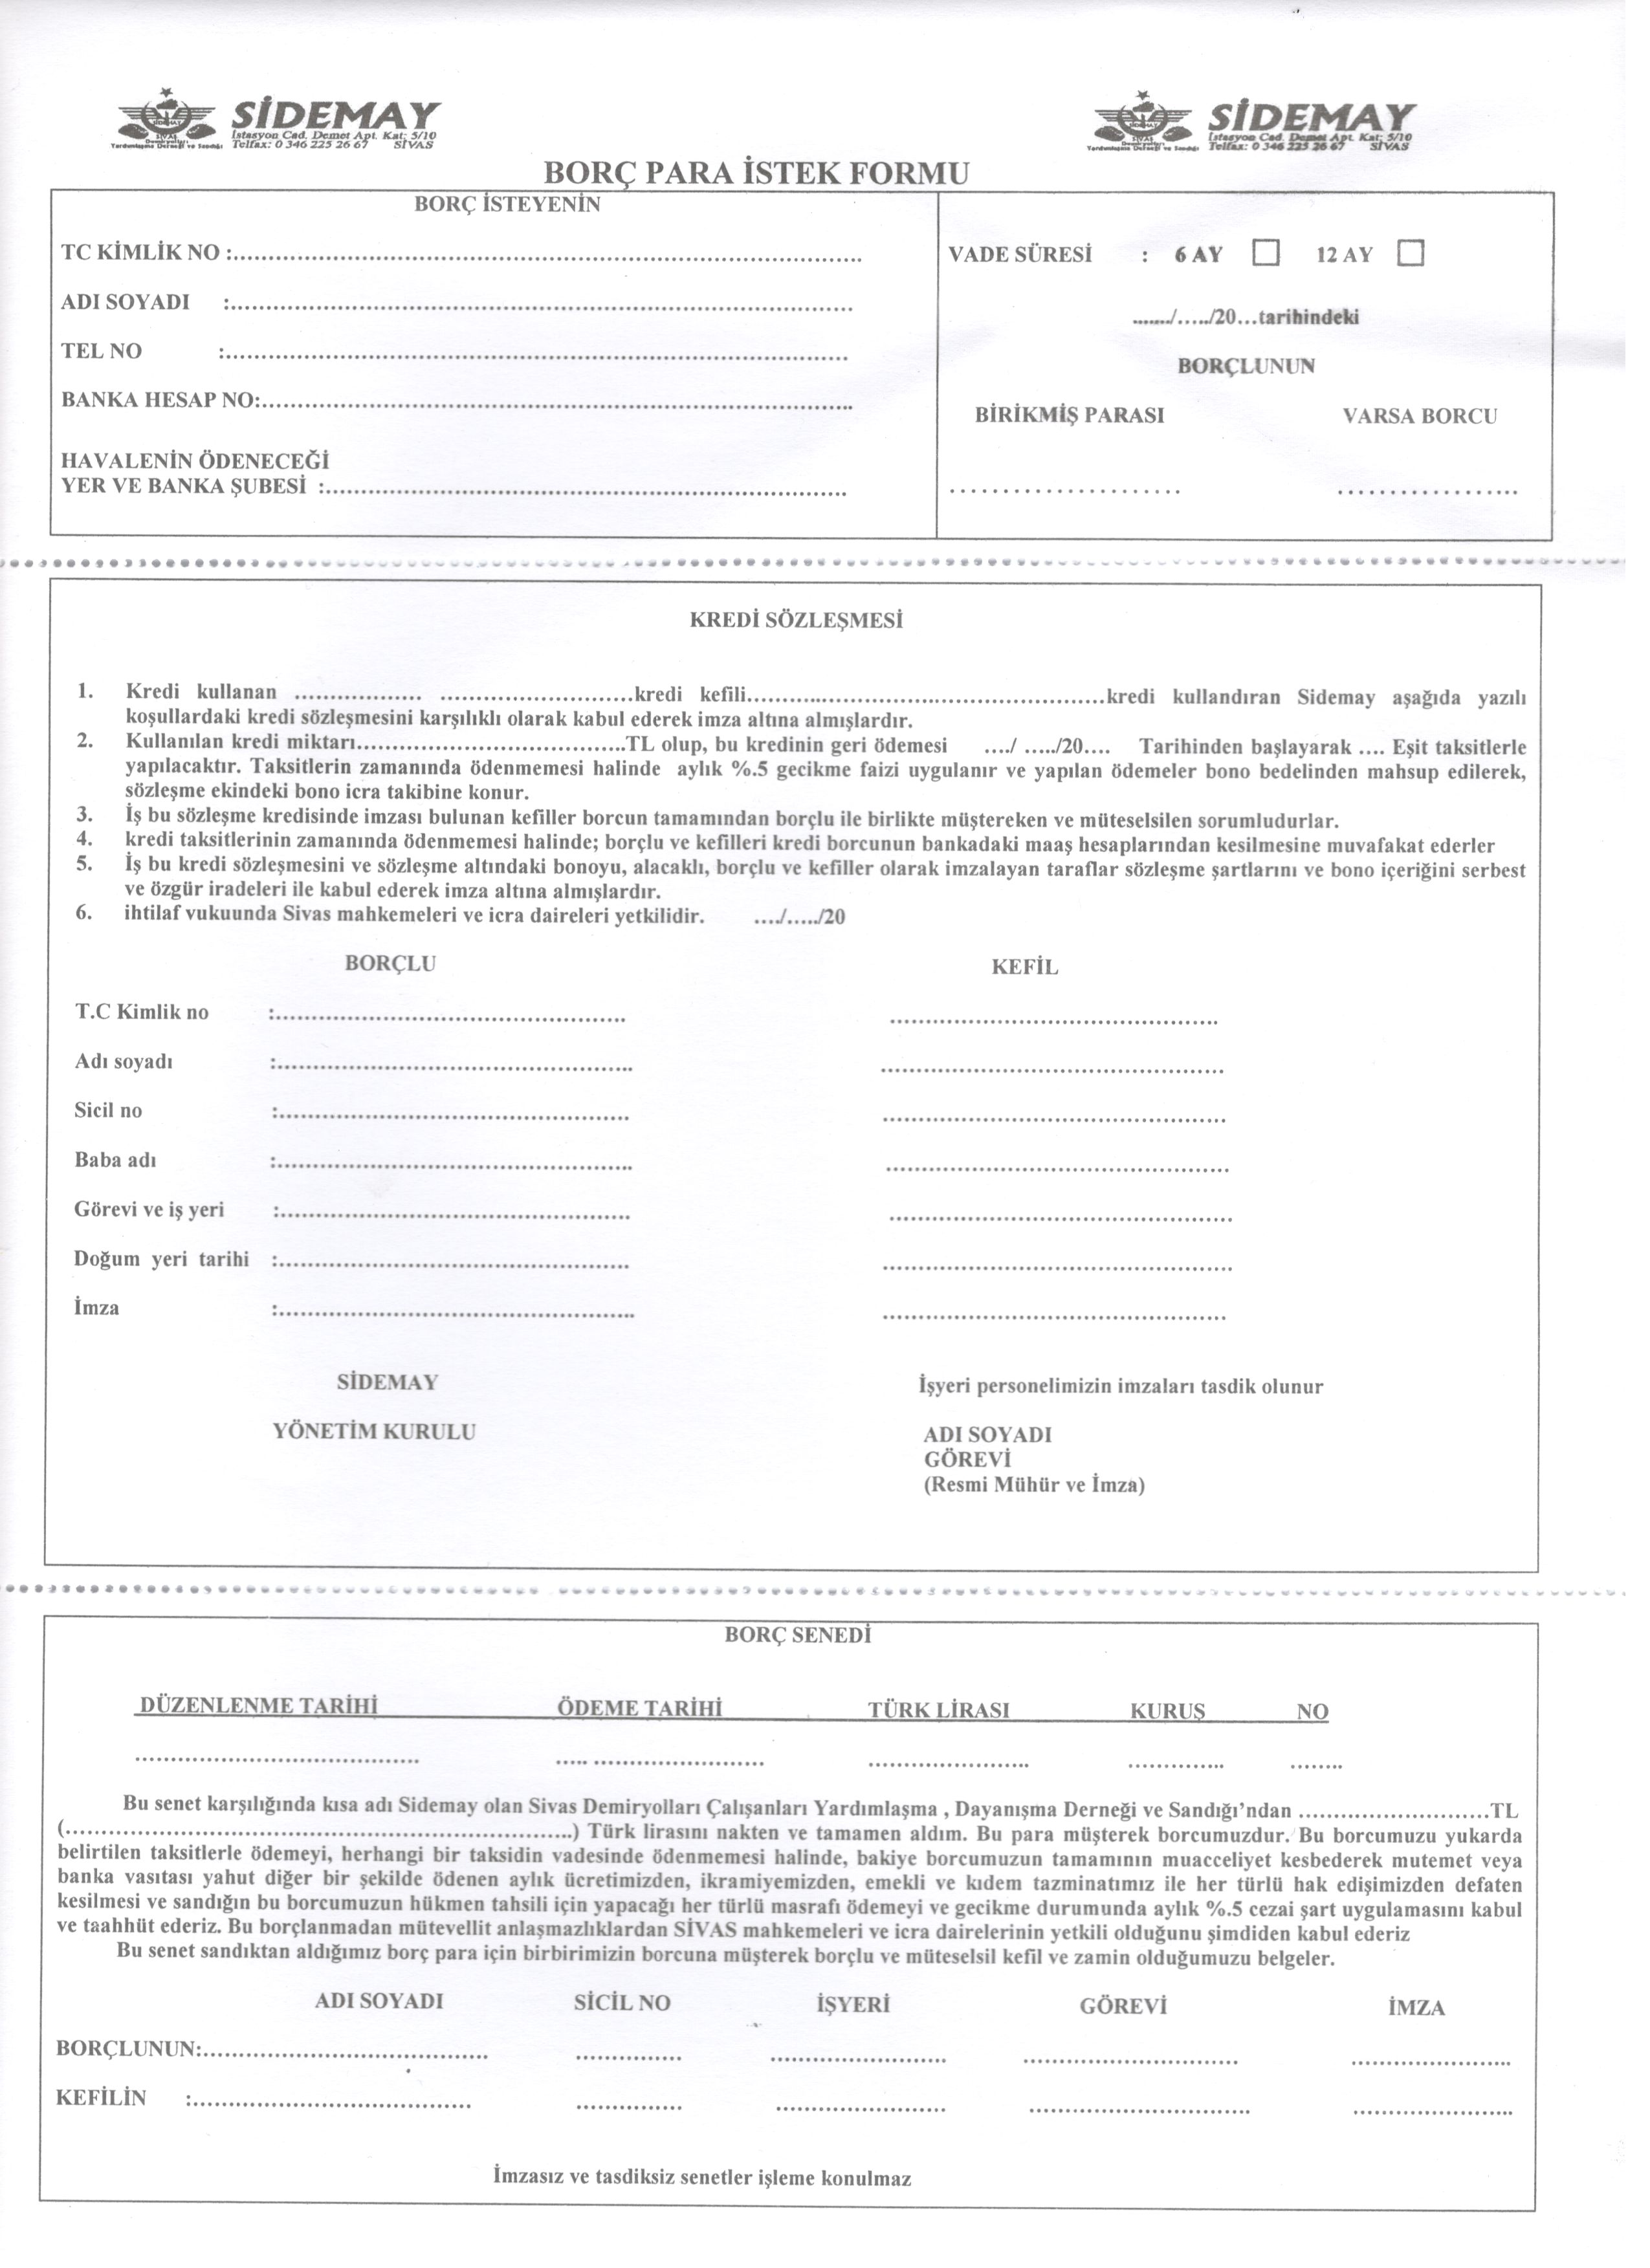 SİDEMAY
İstasyon Cad. Demet Apt. Kat: 5/10
Telfax: 0 346 225 26 67 SİVAS
SİDEMAY
İstasyon Cad. Demet Apt. Kat: 5/10
Telfax: 0 346 225 26 67 SİVAS
BORÇ PARA İSTEK FORMU
BORÇ İSTEYENİN
TC KİMLİK NO :..........
VADE SÜRESİ : 6 AY 12 AY
ADI SOYADI :..........
......./...../20...tarihindeki
TEL NO :..........
BORÇLUNUN
BANKA HESAP NO:..........
BİRİKMİŞ PARASI VARSA BORCU
HAVALENİN ÖDENECEĞİ
YER VE BANKA ŞUBESİ :..........
.......... ..........
KREDİ SÖZLEŞMESİ
1. Kredi kullanan .......... ..........kredi kefili..........kredi kullandıran Sidemay aşağıda yazılı
koşullardaki kredi sözleşmesini karşılıklı olarak kabul ederek imza altına almışlardır.
2. Kullanılan kredi miktarı..........TL olup, bu kredinin geri ödemesi ..../ ...../20.... Tarihinden başlayarak .... Eşit taksitlerle
yapılacaktır. Taksitlerin zamanında ödenmemesi halinde aylık %.5 gecikme faizi uygulanır ve yapılan ödemeler bono bedelinden mahsup edilerek,
sözleşme ekindeki bono icra takibine konur.
3. İş bu sözleşme kredisinde imzası bulunan kefiller borcun tamamından borçlu ile birlikte müştereken ve müteselsilen sorumludurlar.
4. kredi taksitlerinin zamanında ödenmemesi halinde; borçlu ve kefilleri kredi borcunun bankadaki maaş hesaplarından kesilmesine muvafakat ederler
5. İş bu kredi sözleşmesini ve sözleşme altındaki bonoyu, alacaklı, borçlu ve kefiller olarak imzalayan taraflar sözleşme şartlarını ve bono içeriğini serbest
ve özgür iradeleri ile kabul ederek imza altına almışlardır.
6. ihtilaf vukuunda Sivas mahkemeleri ve icra daireleri yetkilidir. ..../...../20
BORÇLU KEFİL
T.C Kimlik no :.......... ..........
Adı soyadı :.......... ..........
Sicil no :.......... ..........
Baba adı :.......... ..........
Görevi ve iş yeri :.......... ..........
Doğum yeri tarihi :.......... ..........
İmza :.......... ..........
SİDEMAY İşyeri personelimizin imzaları tasdik olunur
YÖNETİM KURULU ADI SOYADI
GÖREVİ
(Resmi Mühür ve İmza)
BORÇ SENEDİ
DÜZENLENME TARİHİ ÖDEME TARİHİ TÜRK LİRASI KURUŞ NO
.......... ..... .......... .......... .......... ........
Bu senet karşılığında kısa adı Sidemay olan Sivas Demiryolları Çalışanları Yardımlaşma , Dayanışma Derneği ve Sandığı'ndan ..........TL
(..........) Türk lirasını nakten ve tamamen aldım. Bu para müşterek borcumuzdur. Bu borcumuzu yukarda
belirtilen taksitlerle ödemeyi, herhangi bir taksidin vadesinde ödenmemesi halinde, bakiye borcumuzun tamamının muacceliyet kesbederek mutemet veya
banka vasıtası yahut diğer bir şekilde ödenen aylık ücretimizden, ikramiyemizden, emekli ve kıdem tazminatımız ile her türlü hak edişimizden defaten
kesilmesi ve sandığın bu borcumuzun hükmen tahsili için yapacağı her türlü masrafı ödemeyi ve gecikme durumunda aylık %.5 cezai şart uygulamasını kabul
ve taahhüt ederiz. Bu borçlanmadan mütevellit anlaşmazlıklardan SİVAS mahkemeleri ve icra dairelerinin yetkili olduğunu şimdiden kabul ederiz
Bu senet sandıktan aldığımız borç para için birbirimizin borcuna müşterek borçlu ve müteselsil kefil ve zamin olduğumuzu belgeler.
ADI SOYADI SİCİL NO İŞYERİ GÖREVİ İMZA
BORÇLUNUN:.......... .......... .......... .......... ..........
KEFİLİN :.......... .......... .......... .......... ..........
İmzasız ve tasdiksiz senetler işleme konulmaz